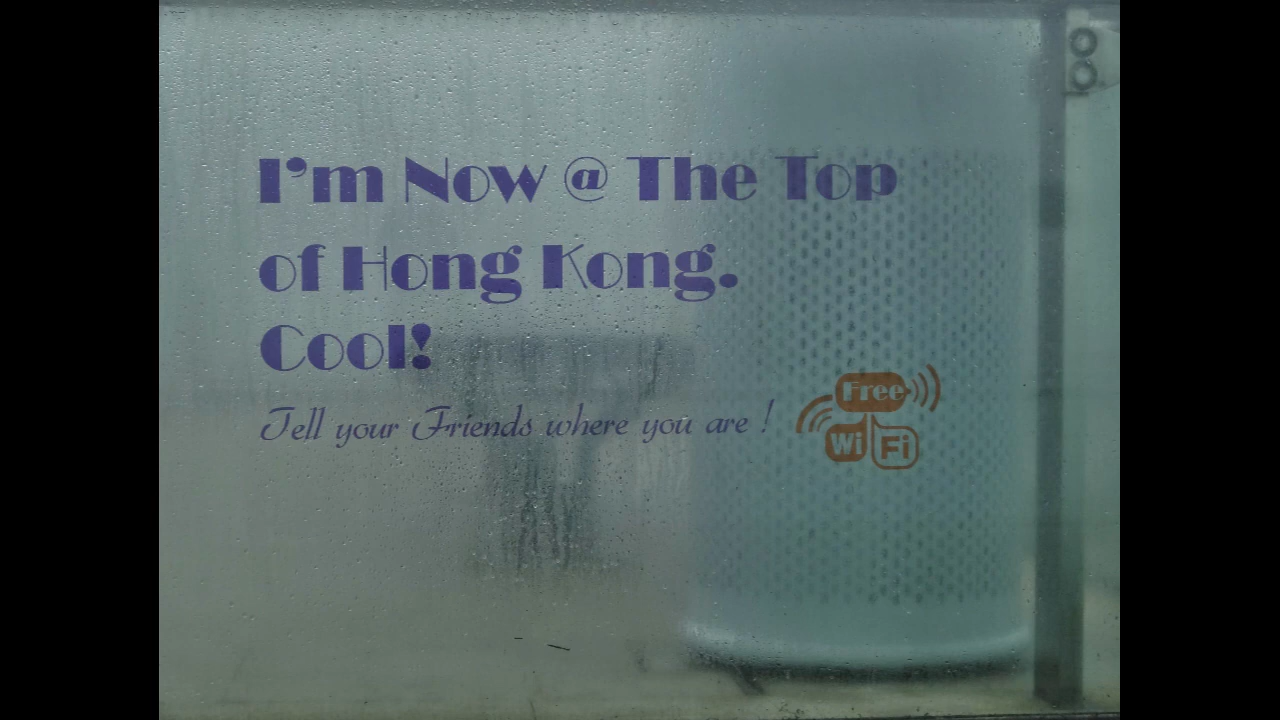 I'm Now @ The Top
of Hong Kong.
Cool!
Tell your Friends where you are !
Free
Wi Fi